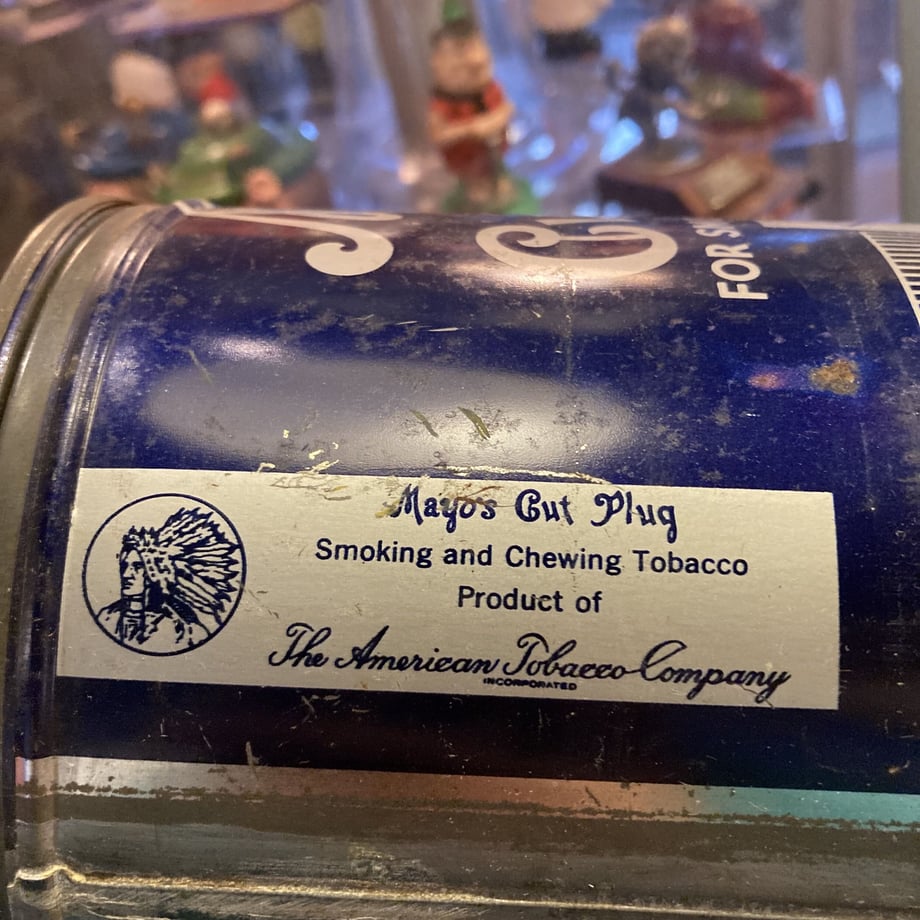 FOR
Mayo's Cut Plug
Smoking and Chewing Tobacco
Product of
The American Tobacco Company
INCORPORATED